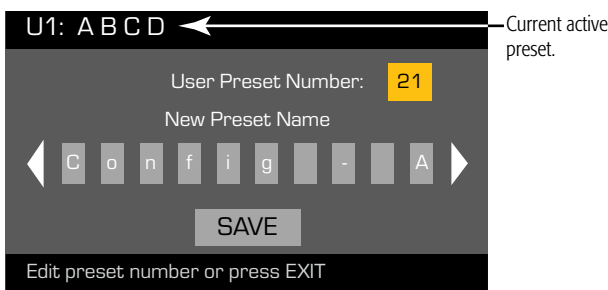 U1: A B C D
Current active
preset.
User Preset Number: 21
New Preset Name
C o n f i g - A
SAVE
Edit preset number or press EXIT